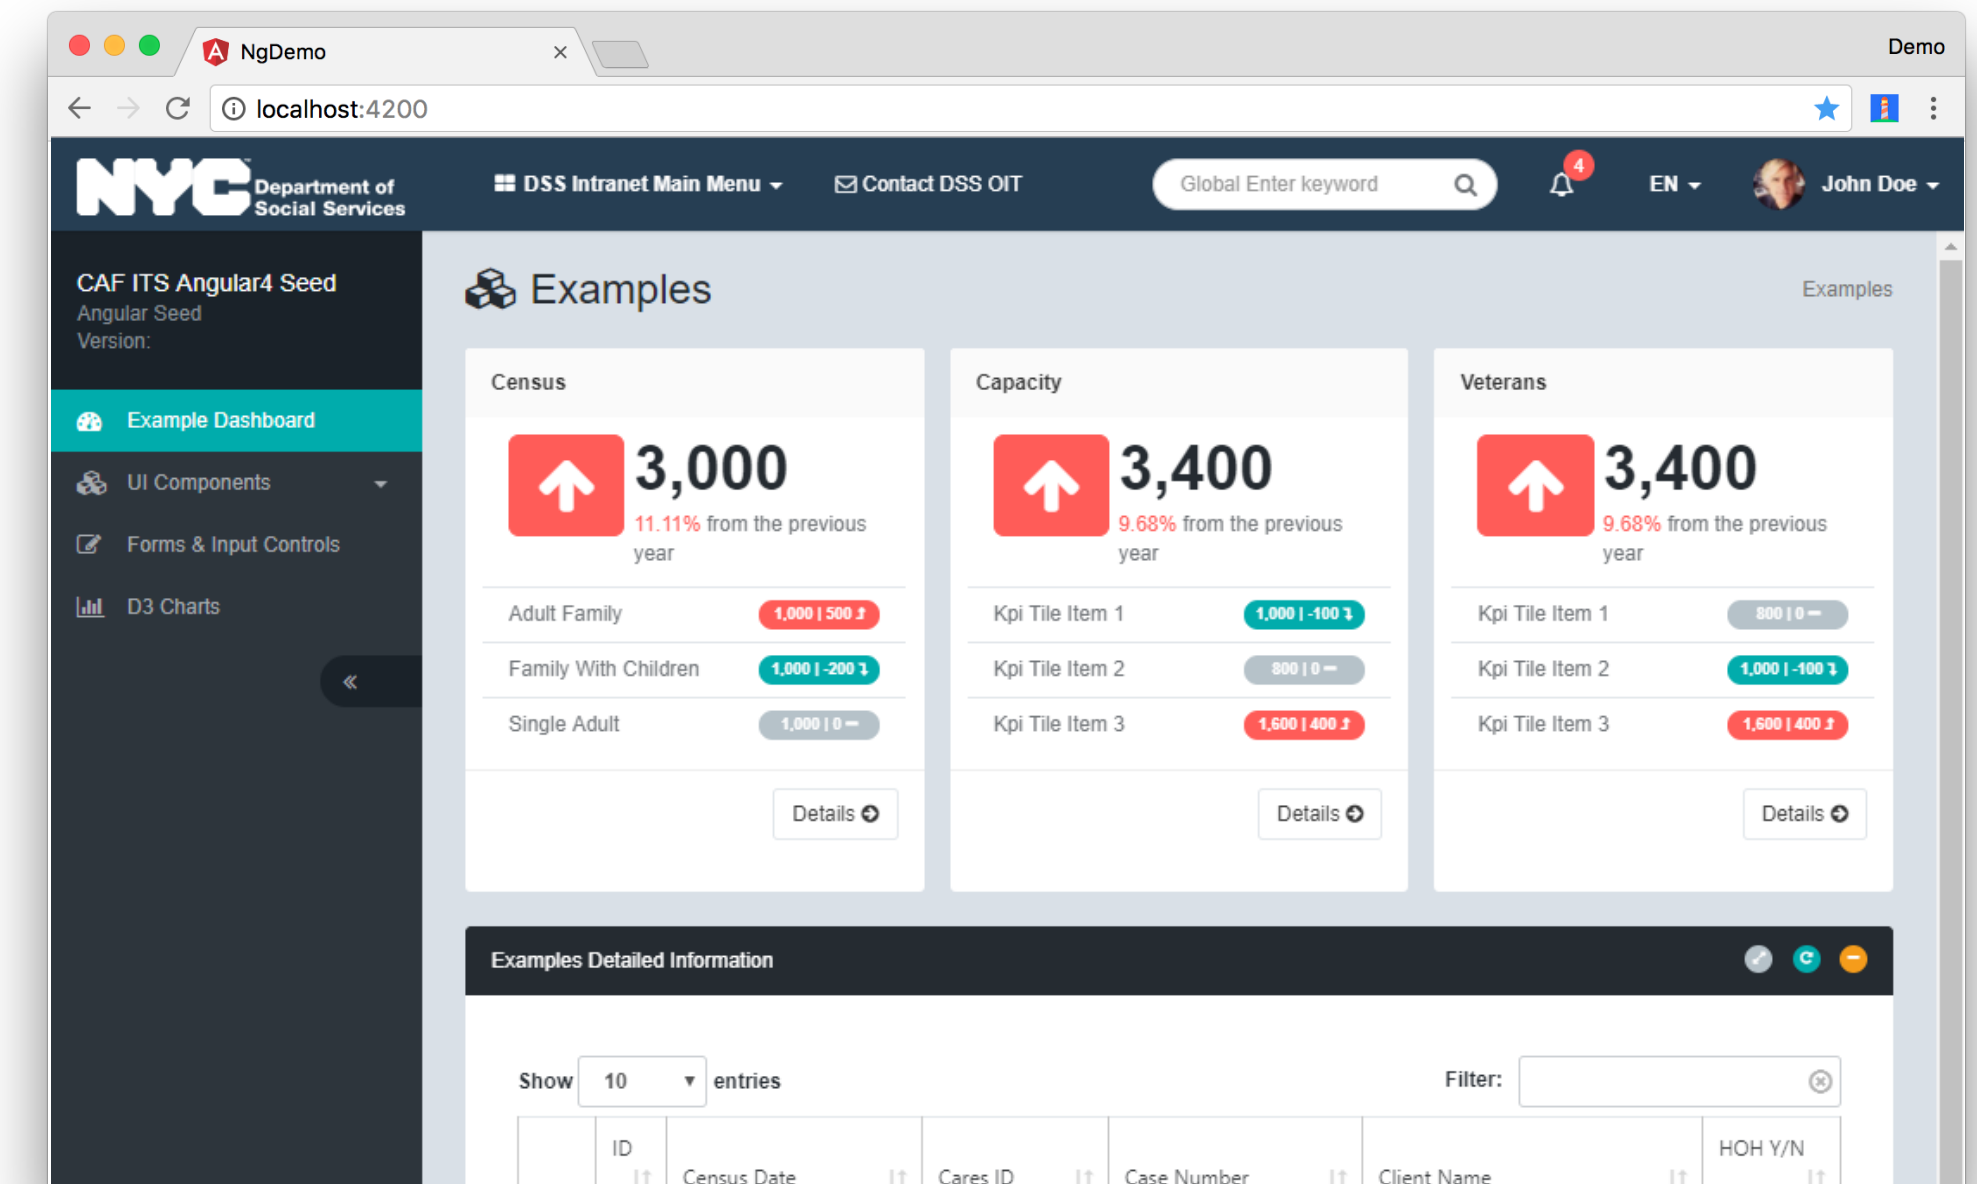 NgDemo
Demo
localhost:4200
NYC Department of
Social Services
DSS Intranet Main Menu
Contact DSS OIT
Global Enter keyword
4
EN
John Doe
CAF ITS Angular4 Seed
Angular Seed
Version:
Example Dashboard
UI Components
Forms & Input Controls
D3 Charts
Examples
Examples
Census
3,000
11.11% from the previous
year
Adult Family 1,000 | 500
Family With Children 1,000 | -200
Single Adult 1,000 | 0
Details
Capacity
3,400
9.68% from the previous
year
Kpi Tile Item 1 1,000 | -100
Kpi Tile Item 2 800 | 0
Kpi Tile Item 3 1,600 | 400
Details
Veterans
3,400
9.68% from the previous
year
Kpi Tile Item 1 800 | 0
Kpi Tile Item 2 1,000 | -100
Kpi Tile Item 3 1,600 | 400
Details
Examples Detailed Information
Show 10 entries
Filter:
ID
Census Date
Cares ID
Case Number
Client Name
HOH Y/N